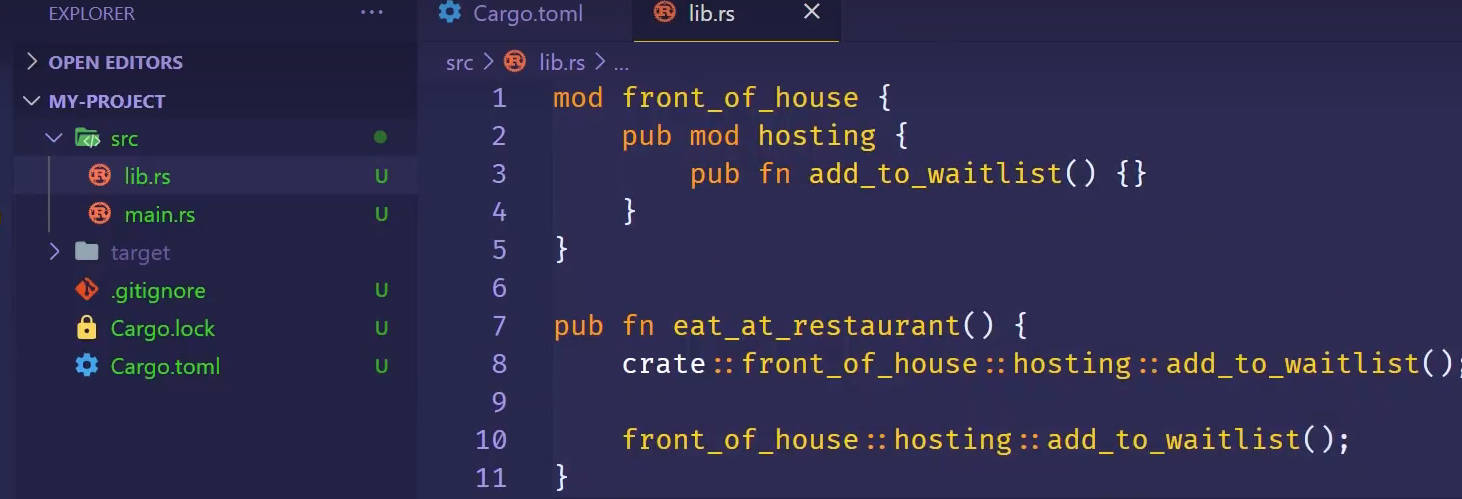 EXPLORER ...
OPEN EDITORS
MY-PROJECT
src
lib.rs U
main.rs U
target
.gitignore U
Cargo.lock U
Cargo.toml U
Cargo.toml lib.rs
src > lib.rs > ...
1 mod front_of_house {
2     pub mod hosting {
3         pub fn add_to_waitlist() {}
4     }
5 }
6
7 pub fn eat_at_restaurant() {
8     crate::front_of_house::hosting::add_to_waitlist();
9
10     front_of_house::hosting::add_to_waitlist();
11 }